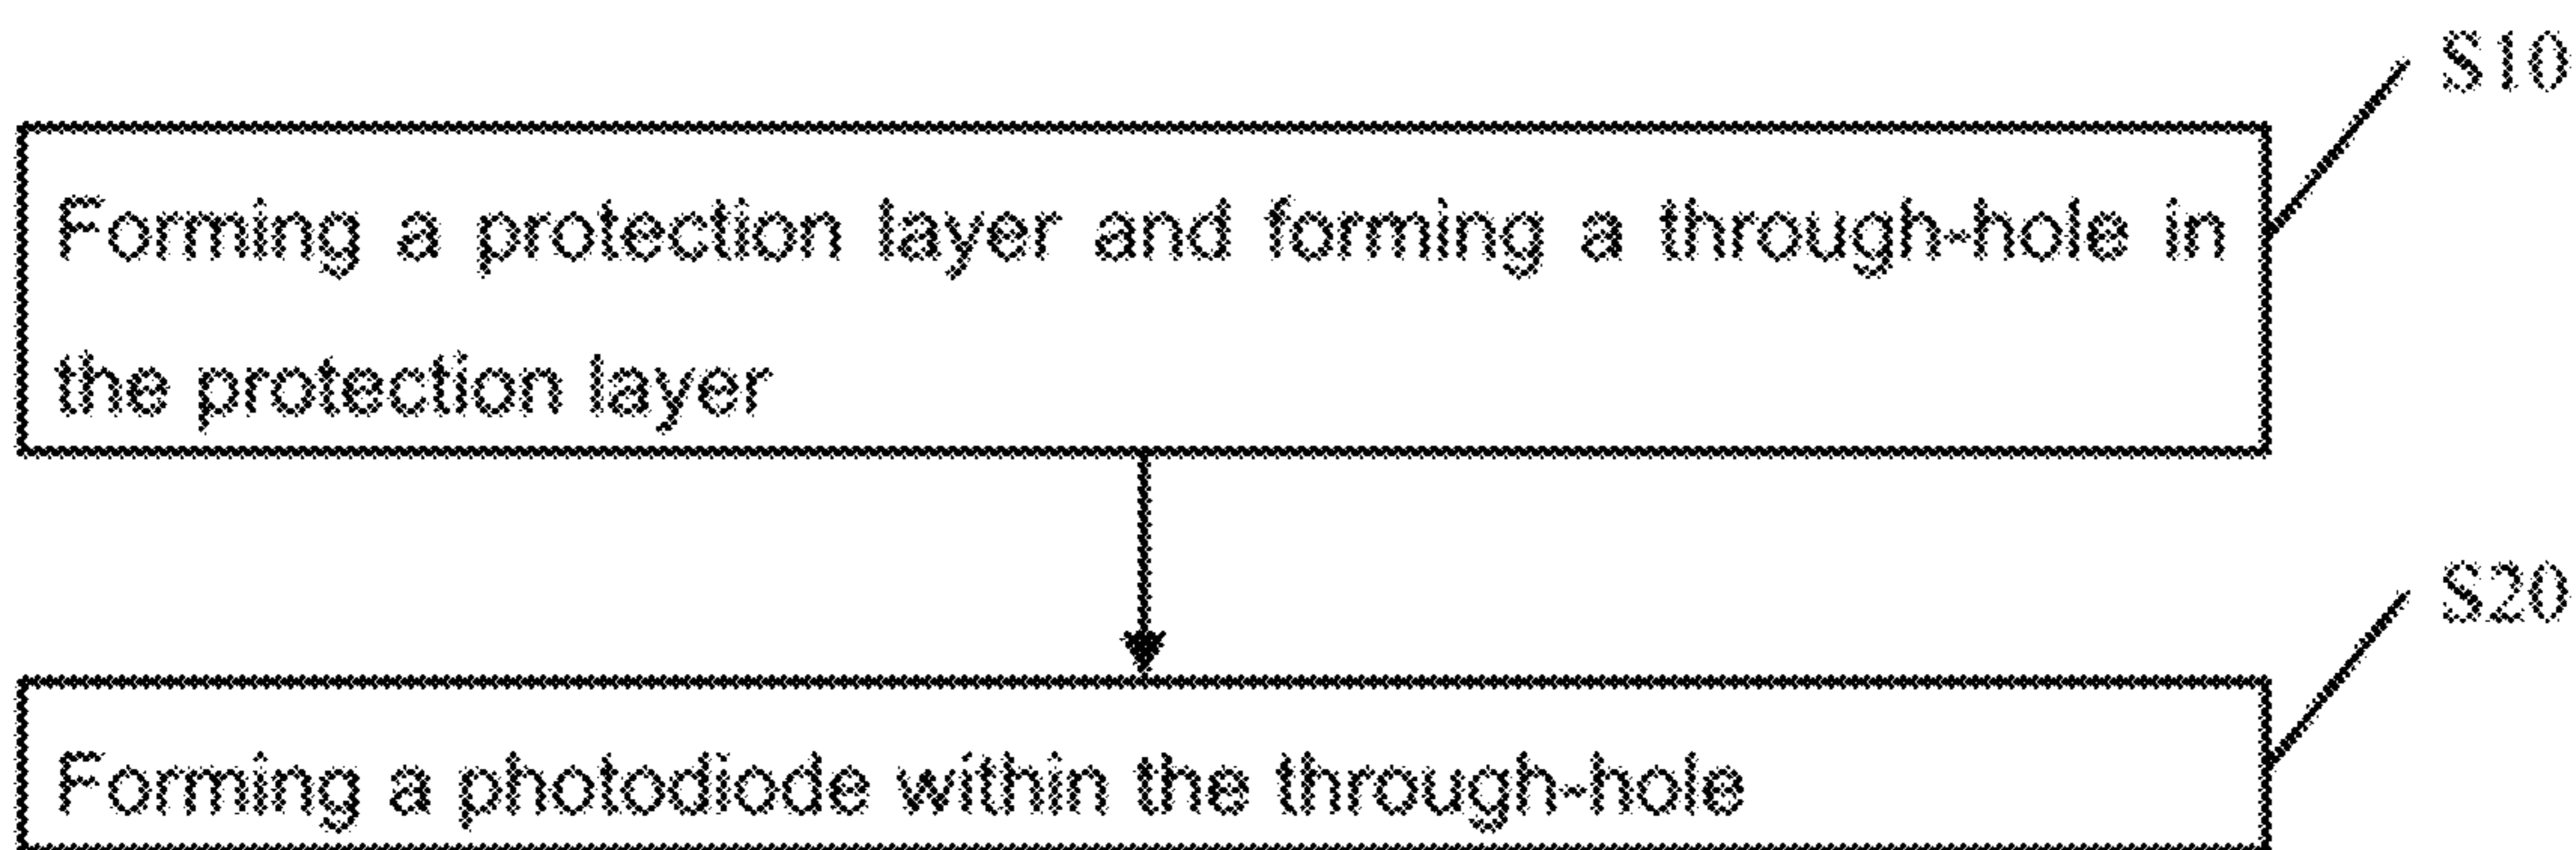 S10
Forming a protection layer and forming a through-hole in
the protection layer
S20
Forming a photodiode within the through-hole